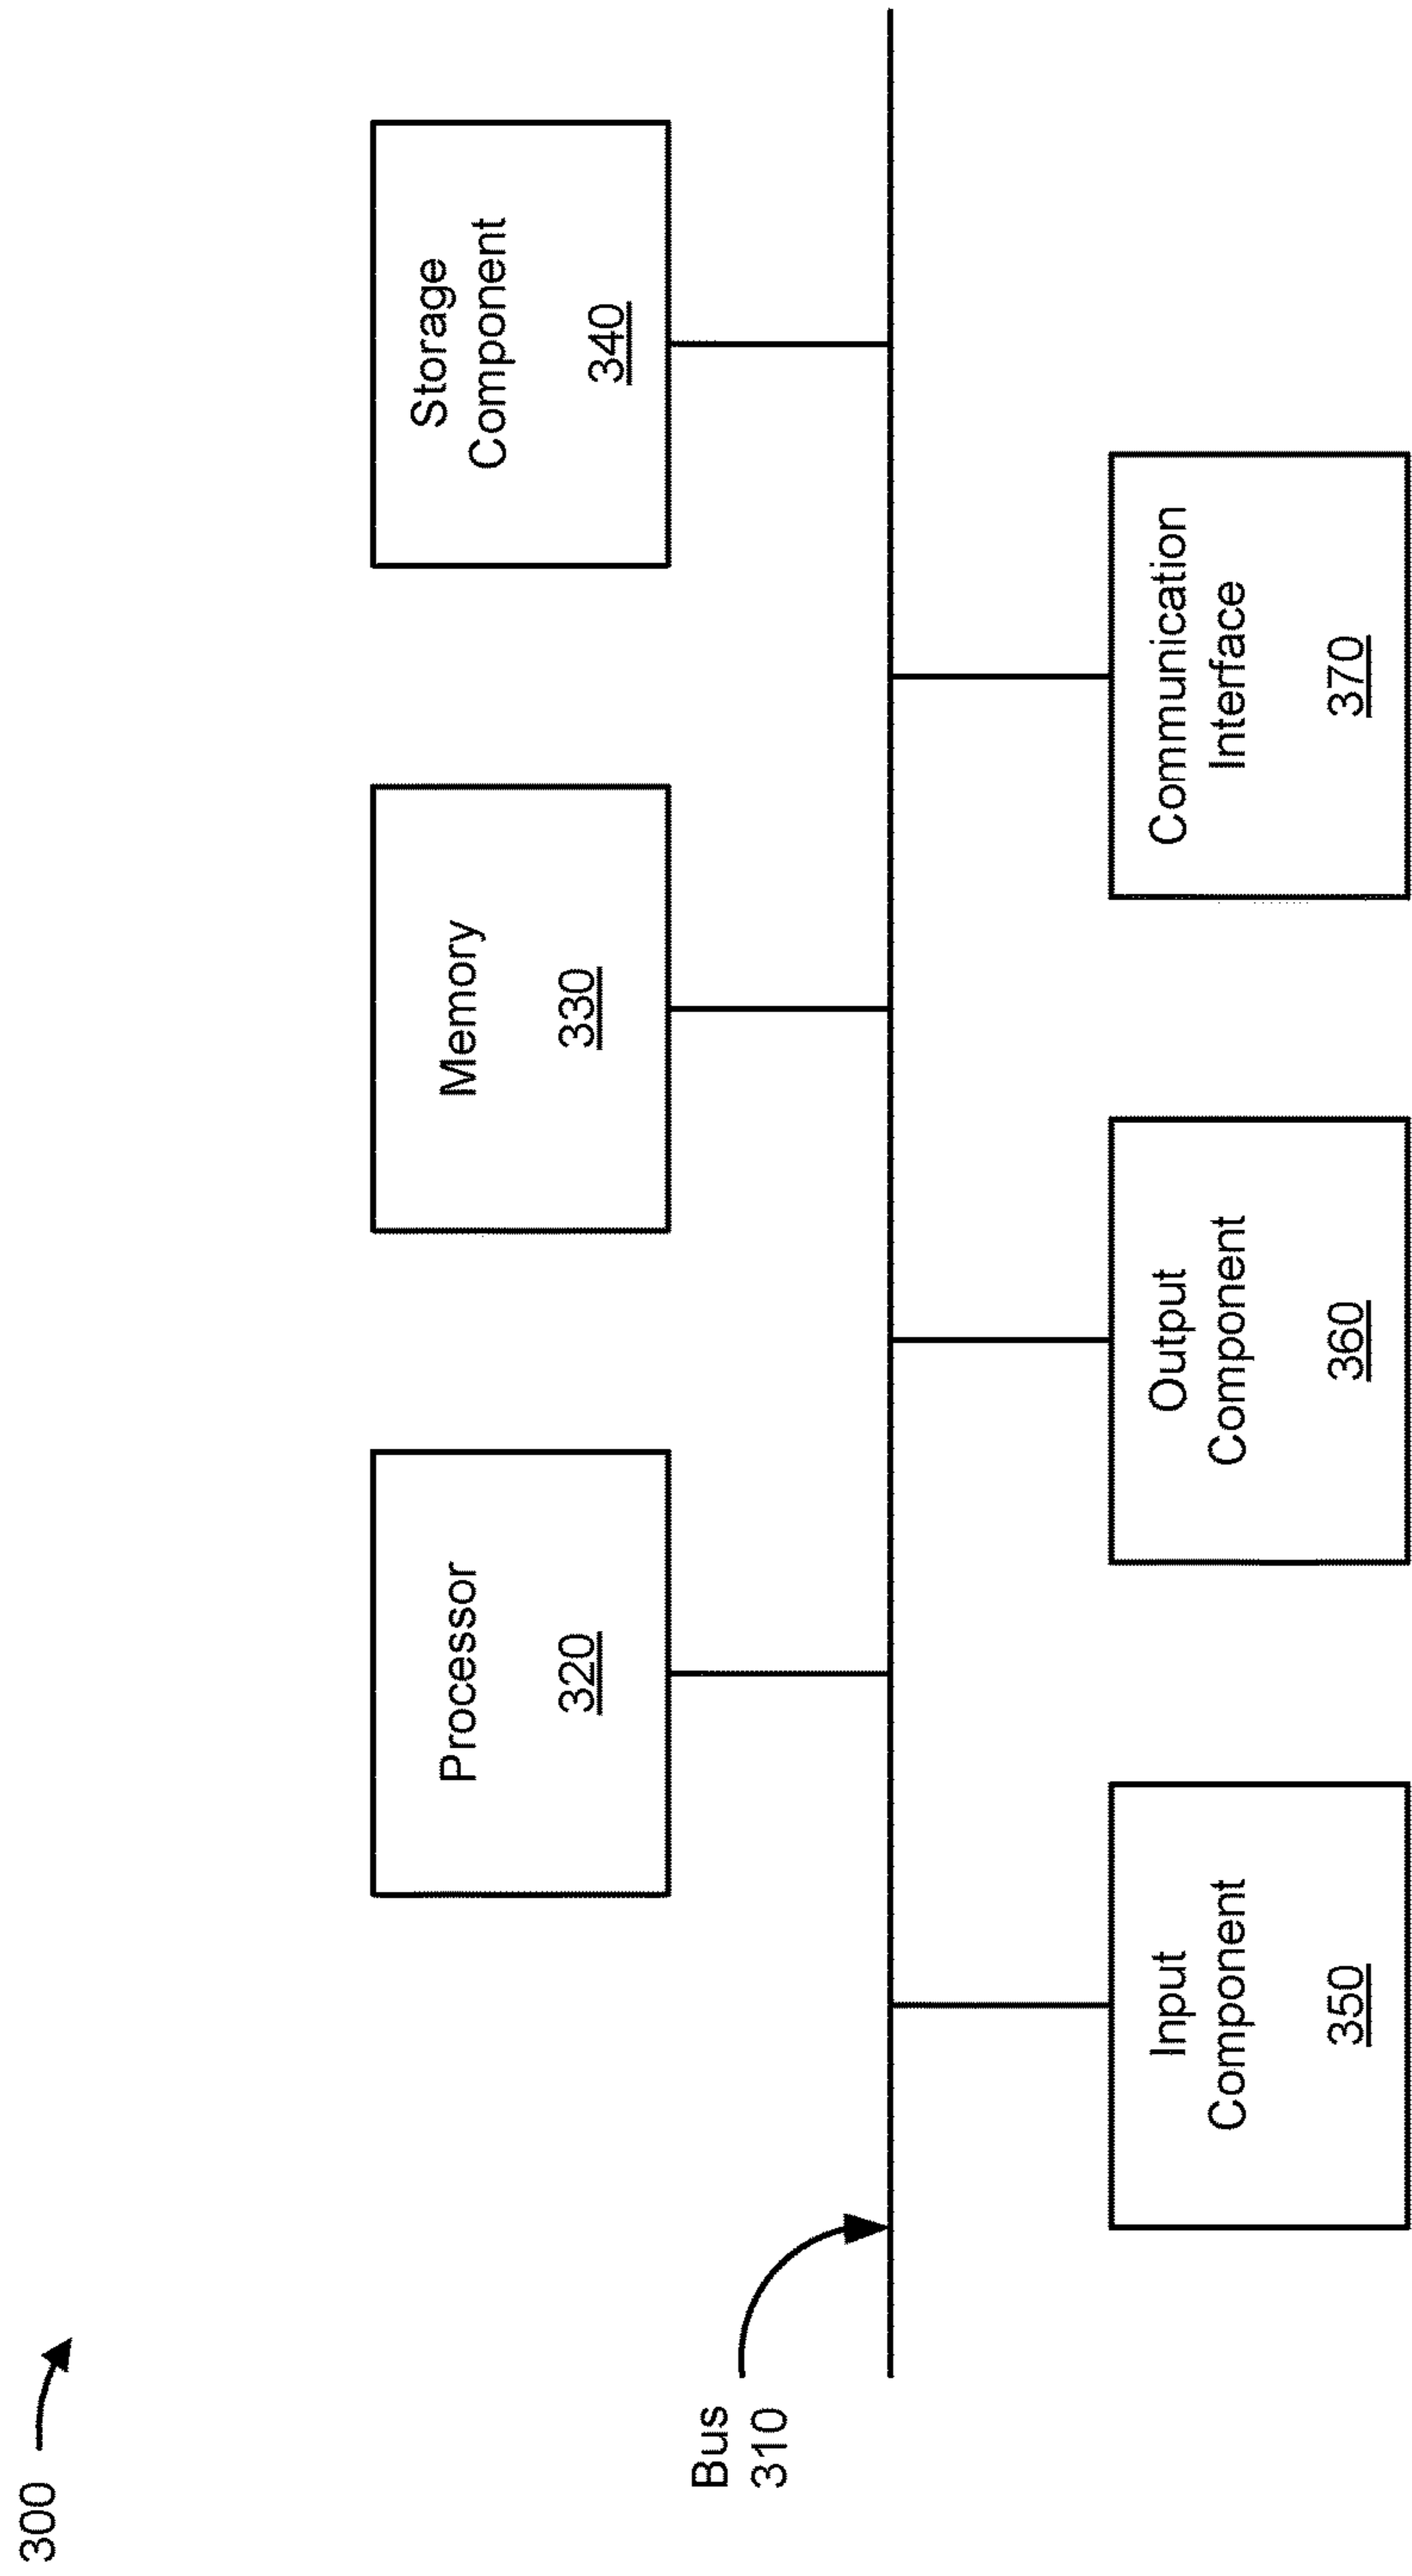 300
Processor
320
Memory
330
Storage
Component
340
Bus
310
Input
Component
350
Output
Component
360
Communication
Interface
370